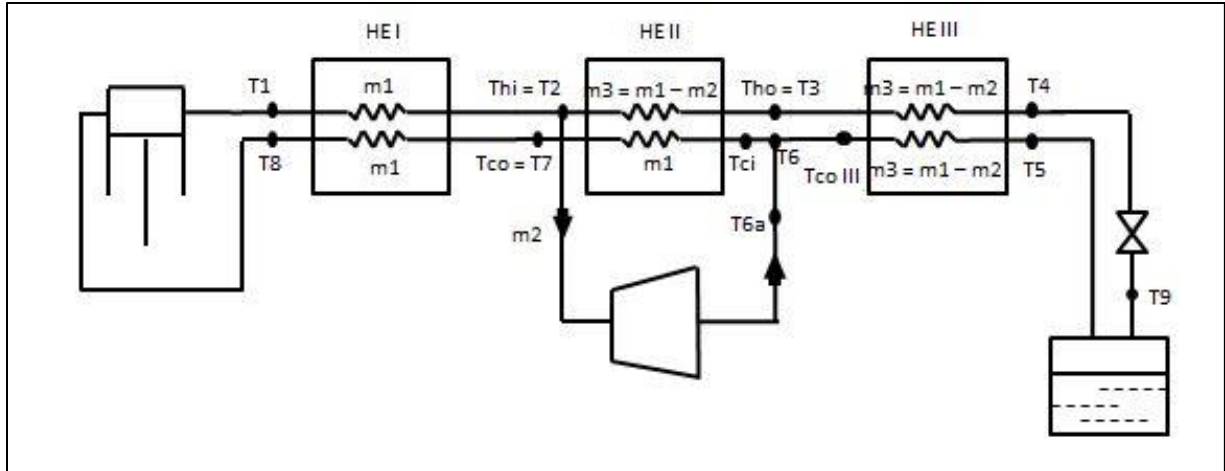 HE I
HE II
HE III
T1
m1
Thi = T2
m3 = m1 – m2
Tho = T3
m3 = m1 – m2
T4
T8
m1
Tco = T7
m1
Tci
T6
Tco III
m3 = m1 – m2
T5
m2
T6a
T9